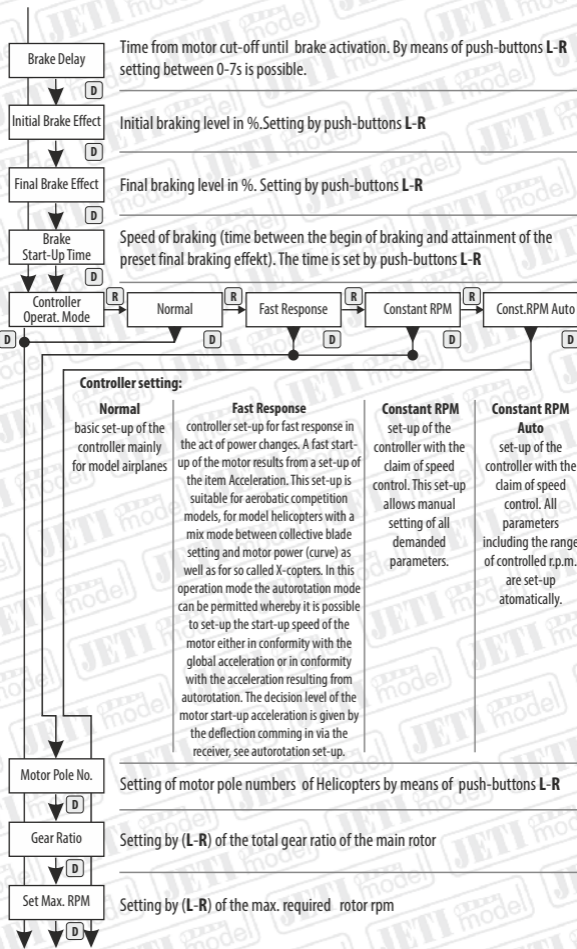 Brake Delay
Time from motor cut-off until brake activation. By means of push-buttons L-R
setting between 0-7s is possible.
D
Initial Brake Effect
Initial braking level in %.Setting by push-buttons L-R
D
Final Brake Effect
Final braking level in %. Setting by push-buttons L-R
D
Brake
Start-Up Time
Speed of braking (time between the begin of braking and attainment of the
preset final braking effekt). The time is set by push-buttons L-R
D
Controller
Operat. Mode
R
Normal
R
Fast Response
R
Constant RPM
R
Const.RPM Auto
D
D
D
D
D
Controller setting:
Normal
basic set-up of the
controller mainly
for model airplanes
Fast Response
controller set-up for fast response in
the act of power changes. A fast start-
up of the motor results from a set-up of
the item Acceleration. This set-up is
suitable for aerobatic competition
models, for model helicopters with a
mix mode between collective blade
setting and motor power (curve) as
well as for so called X-copters. In this
operation mode the autorotation mode
can be permitted whereby it is possible
to set-up the start-up speed of the
motor either in conformity with the
global acceleration or in conformity
with the acceleration resulting from
autorotation. The decision level of the
motor start-up acceleration is given by
the deflection comming in via the
receiver, see autorotation set-up.
Constant RPM
set-up of the
controller with the
claim of speed
control. This set-up
allows manual
setting of all
demanded
parameters.
Constant RPM
Auto
set-up of the
controller with the
claim of speed
control. All
parameters
including the range
of controlled r.p.m.
are set-up
atomatically.
Motor Pole No.
Setting of motor pole numbers of Helicopters by means of push-buttons L-R
D
Gear Ratio
Setting by (L-R) of the total gear ratio of the main rotor
D
Set Max. RPM
Setting by (L-R) of the max. required rotor rpm
D